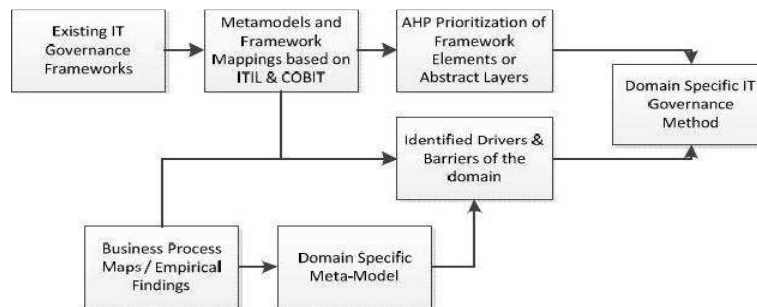 Existing IT
Governance
Frameworks
Metamodels and
Framework
Mappings based on
ITIL & COBIT
AHP Prioritization of
Framework
Elements or
Abstract Layers
Domain Specific IT
Governance
Method
Identified Drivers &
Barriers of the
domain
Business Process
Maps / Empirical
Findings
Domain Specific
Meta-Model